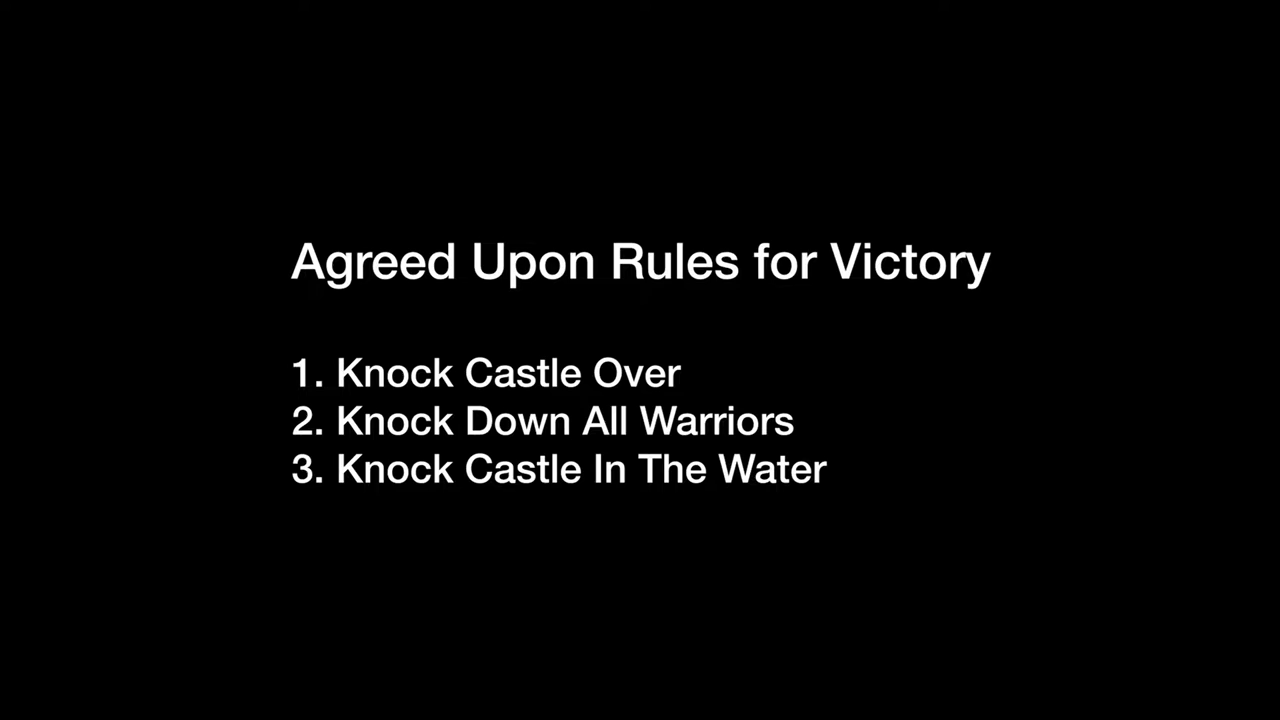 Agreed Upon Rules for Victory
1. Knock Castle Over
2. Knock Down All Warriors
3. Knock Castle In The Water